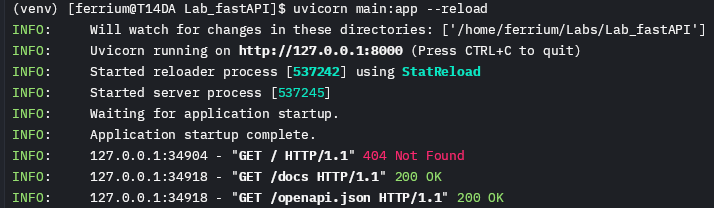 (venv) [ferrium@T14DA Lab_fastAPI]$ uvicorn main:app --reload
INFO:     Will watch for changes in these directories: ['/home/ferrium/Labs/Lab_fastAPI']
INFO:     Uvicorn running on http://127.0.0.1:8000 (Press CTRL+C to quit)
INFO:     Started reloader process [537242] using StatReload
INFO:     Started server process [537245]
INFO:     Waiting for application startup.
INFO:     Application startup complete.
INFO:     127.0.0.1:34904 - "GET / HTTP/1.1" 404 Not Found
INFO:     127.0.0.1:34918 - "GET /docs HTTP/1.1" 200 OK
INFO:     127.0.0.1:34918 - "GET /openapi.json HTTP/1.1" 200 OK